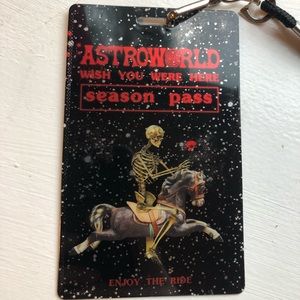 ASTROWORLD
WISH YOU WERE HERE
season pass
ENJOY THE RIDE